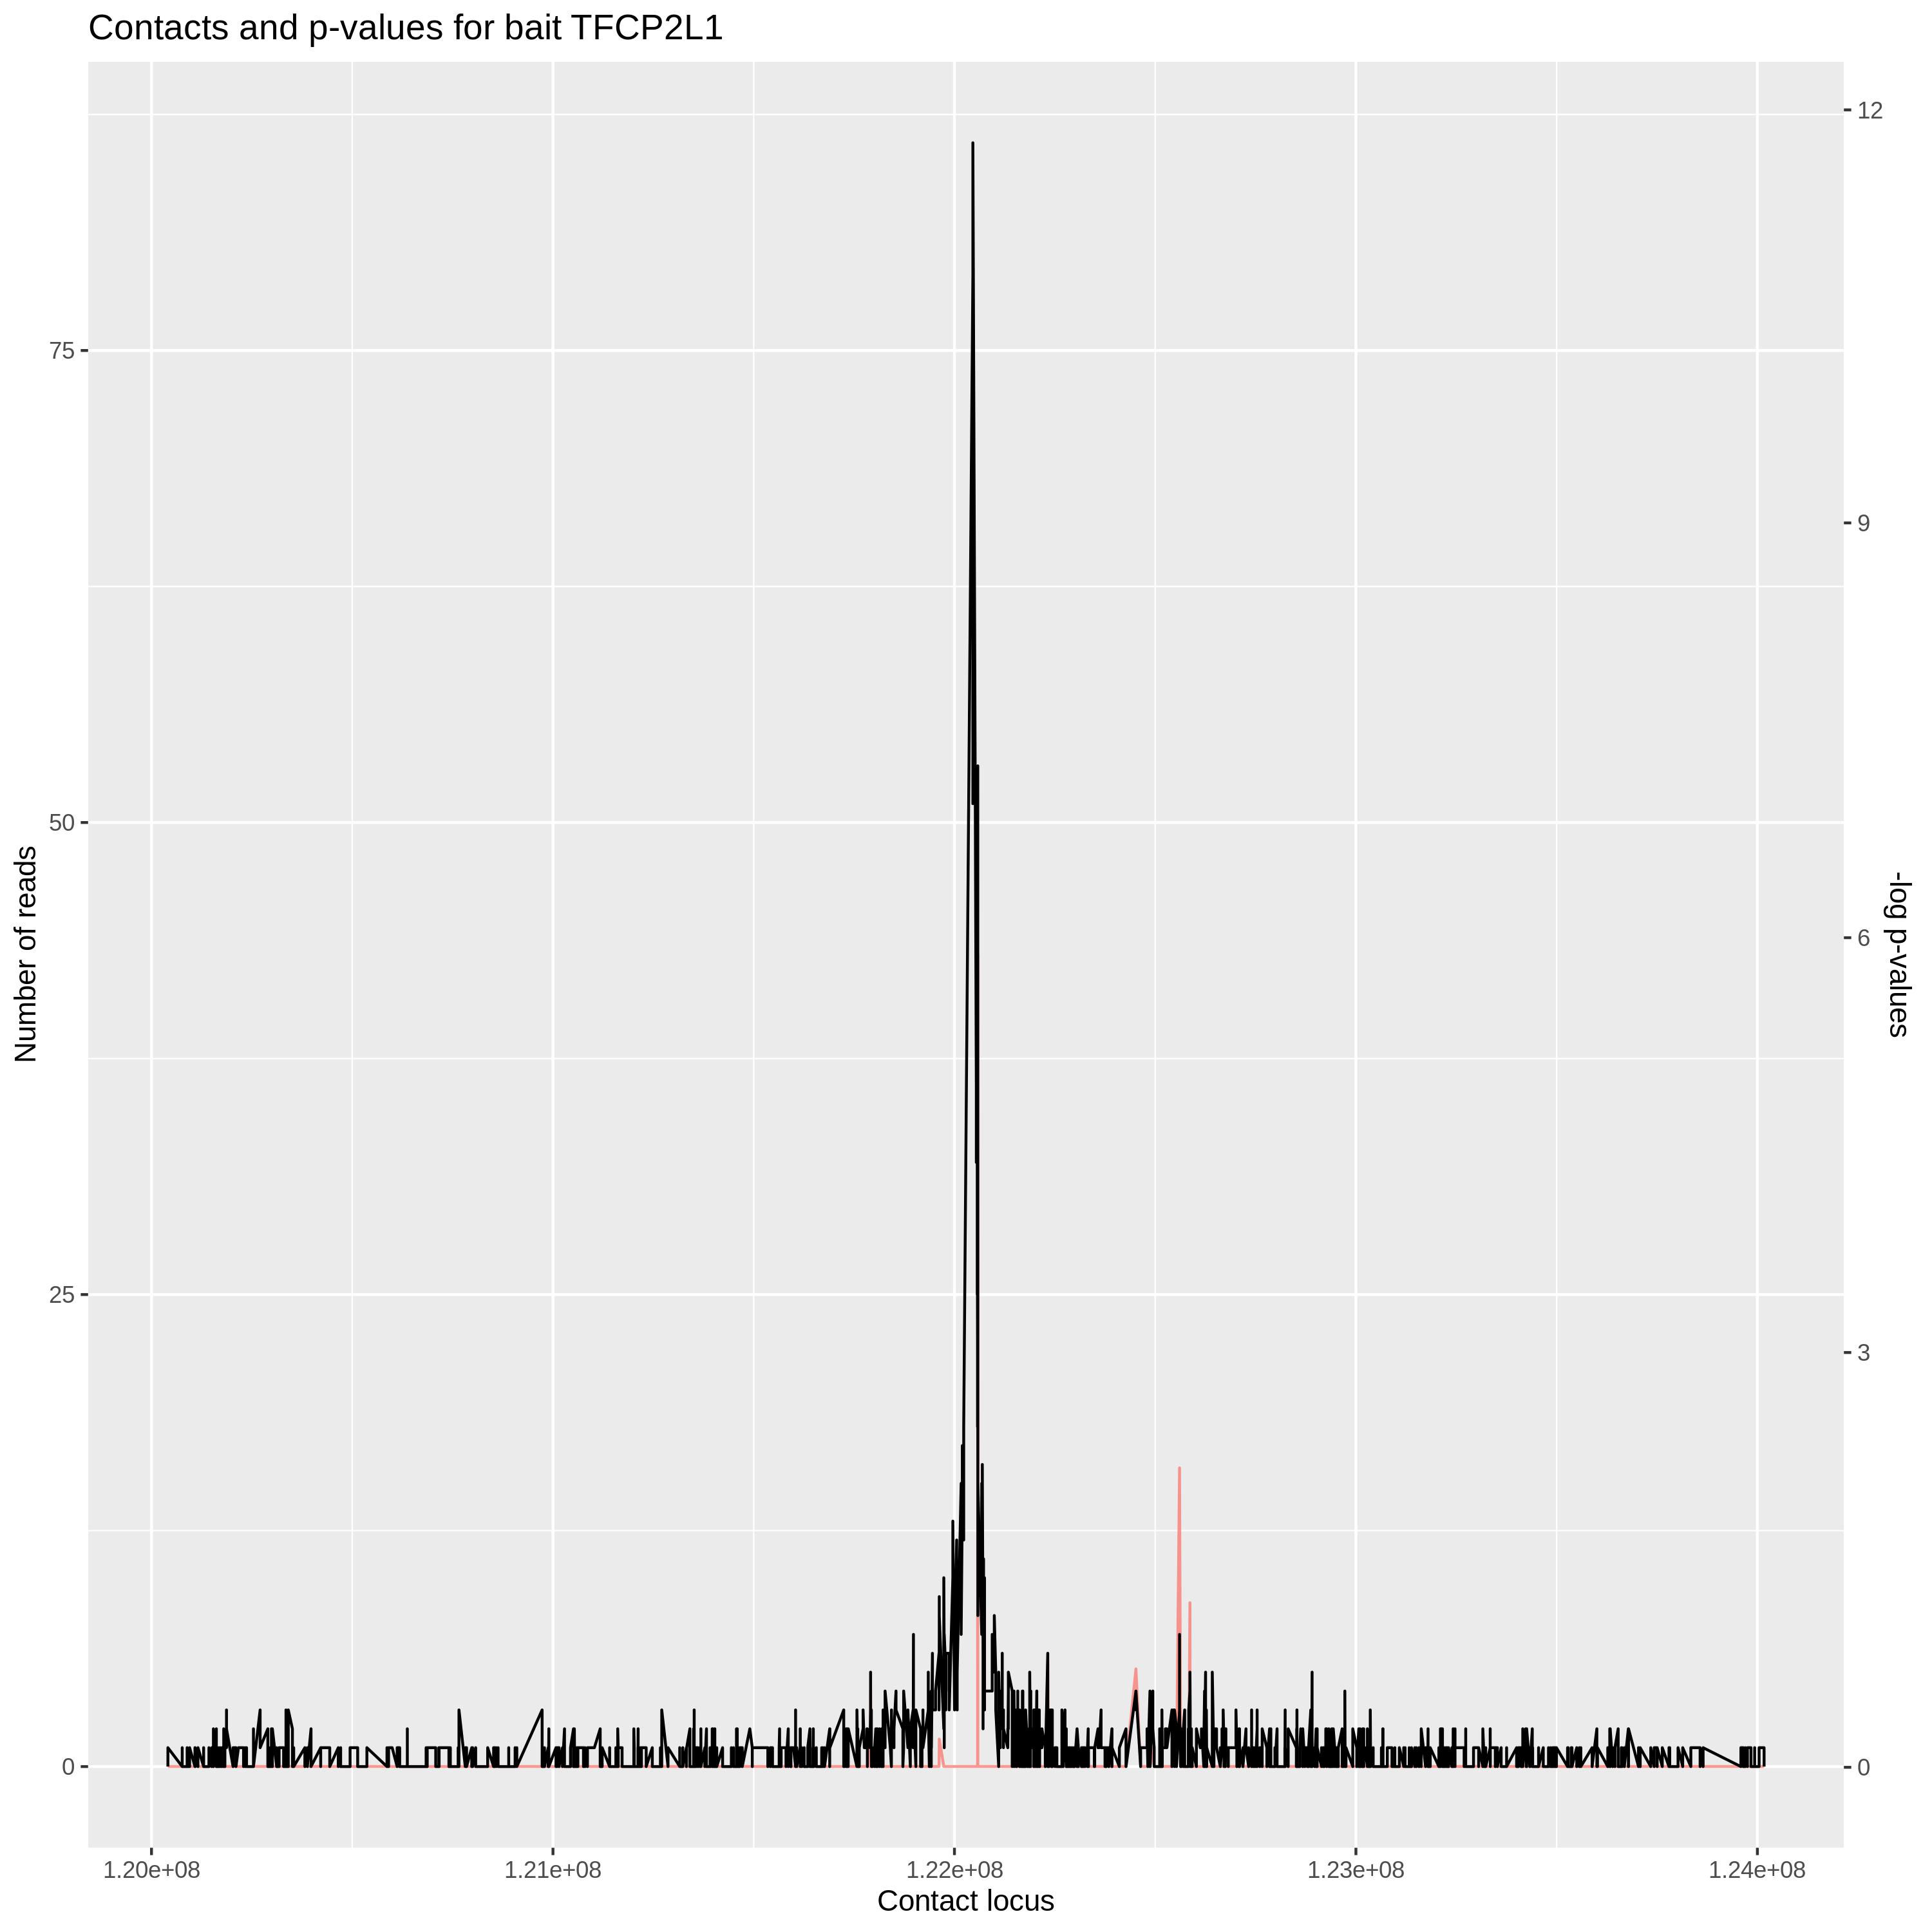 Contacts and p-values for bait TFCP2L1
75
50
25
0
Number of reads
12
9
6
3
0
-log p-values
1.20e+08
1.21e+08
1.22e+08
1.23e+08
1.24e+08
Contact locus